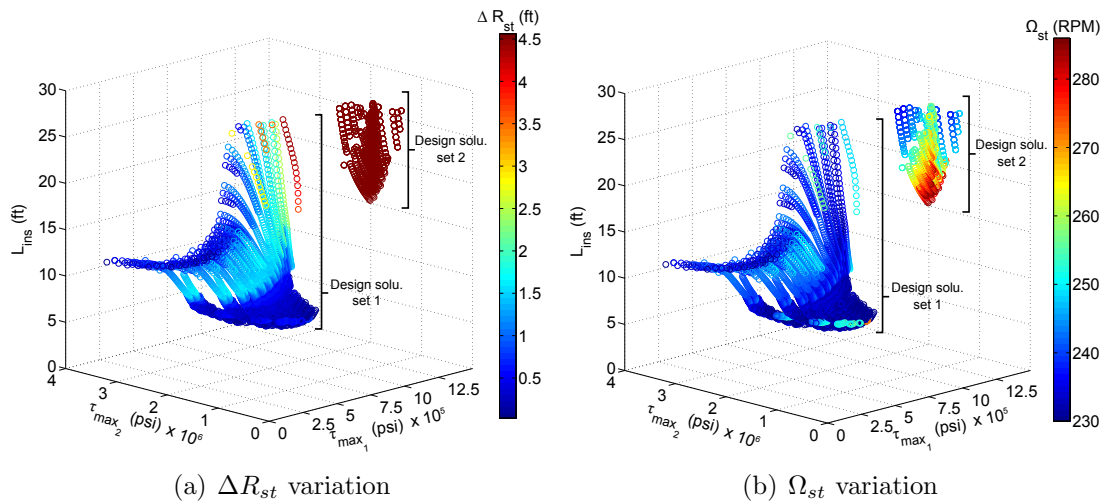 Δ R_st (ft)
4.5
4
3.5
3
2.5
2
1.5
1
0.5
30
25
20
15
10
5
0
L_ins (ft)
4
3
2
1
0
τ_max_2 (psi) x 10^6
0
2.5
5
7.5
10
12.5
τ_max_1 (psi) x 10^5
Design solu.
set 2
Design solu.
set 1
(a) ΔR_st variation
Ω_st (RPM)
280
270
260
250
240
230
30
25
20
15
10
5
0
L_ins (ft)
4
3
2
1
0
τ_max_2 (psi) x 10^6
0
2.5
5
7.5
10
12.5
τ_max_1 (psi) x 10^5
Design solu.
set 2
Design solu.
set 1
(b) Ω_st variation